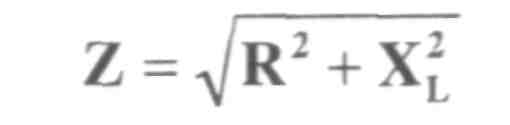 Z = √(R² + X_L²)